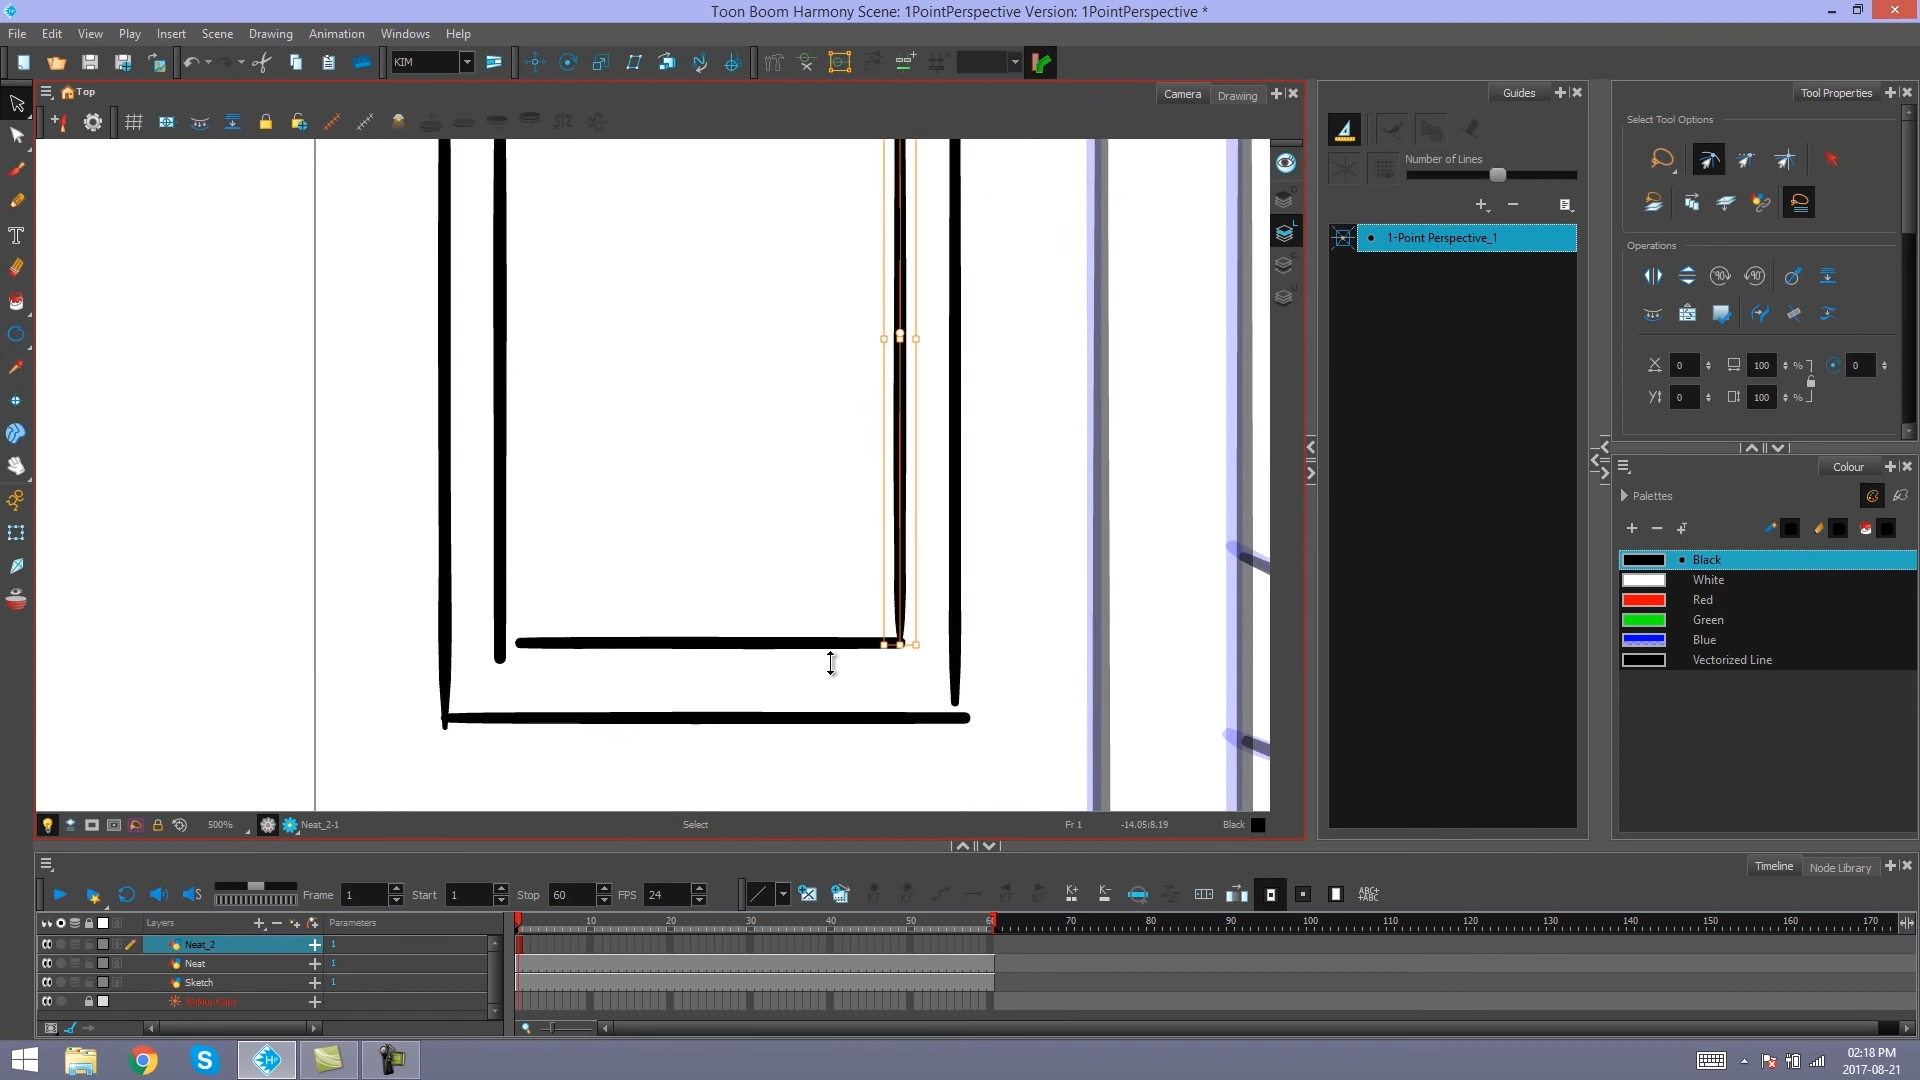 Toon Boom Harmony Scene: 1PointPerspective Version: 1PointPerspective *
File Edit View Play Insert Scene Drawing Animation Windows Help
KIM
Top
Camera
Drawing
Guides
Tool Properties
Select Tool Options
Number of Lines
1-Point Perspective_1
Operations
0
100
%
0
0
100
%
Colour
Palettes
Black
White
Red
Green
Blue
Vectorized Line
500%
Neat_2-1
Select
Fr 1
-14.05:8.19
Black
Timeline
Node Library
Frame 1
Start 1
Stop 60
FPS 24
Layers
Parameters
10 20 30 40 50 60 70 80 90 100 110 120 130 140 150 160 170
Neat_2
1
Neat
1
Sketch
1
02:18 PM
2017-08-21